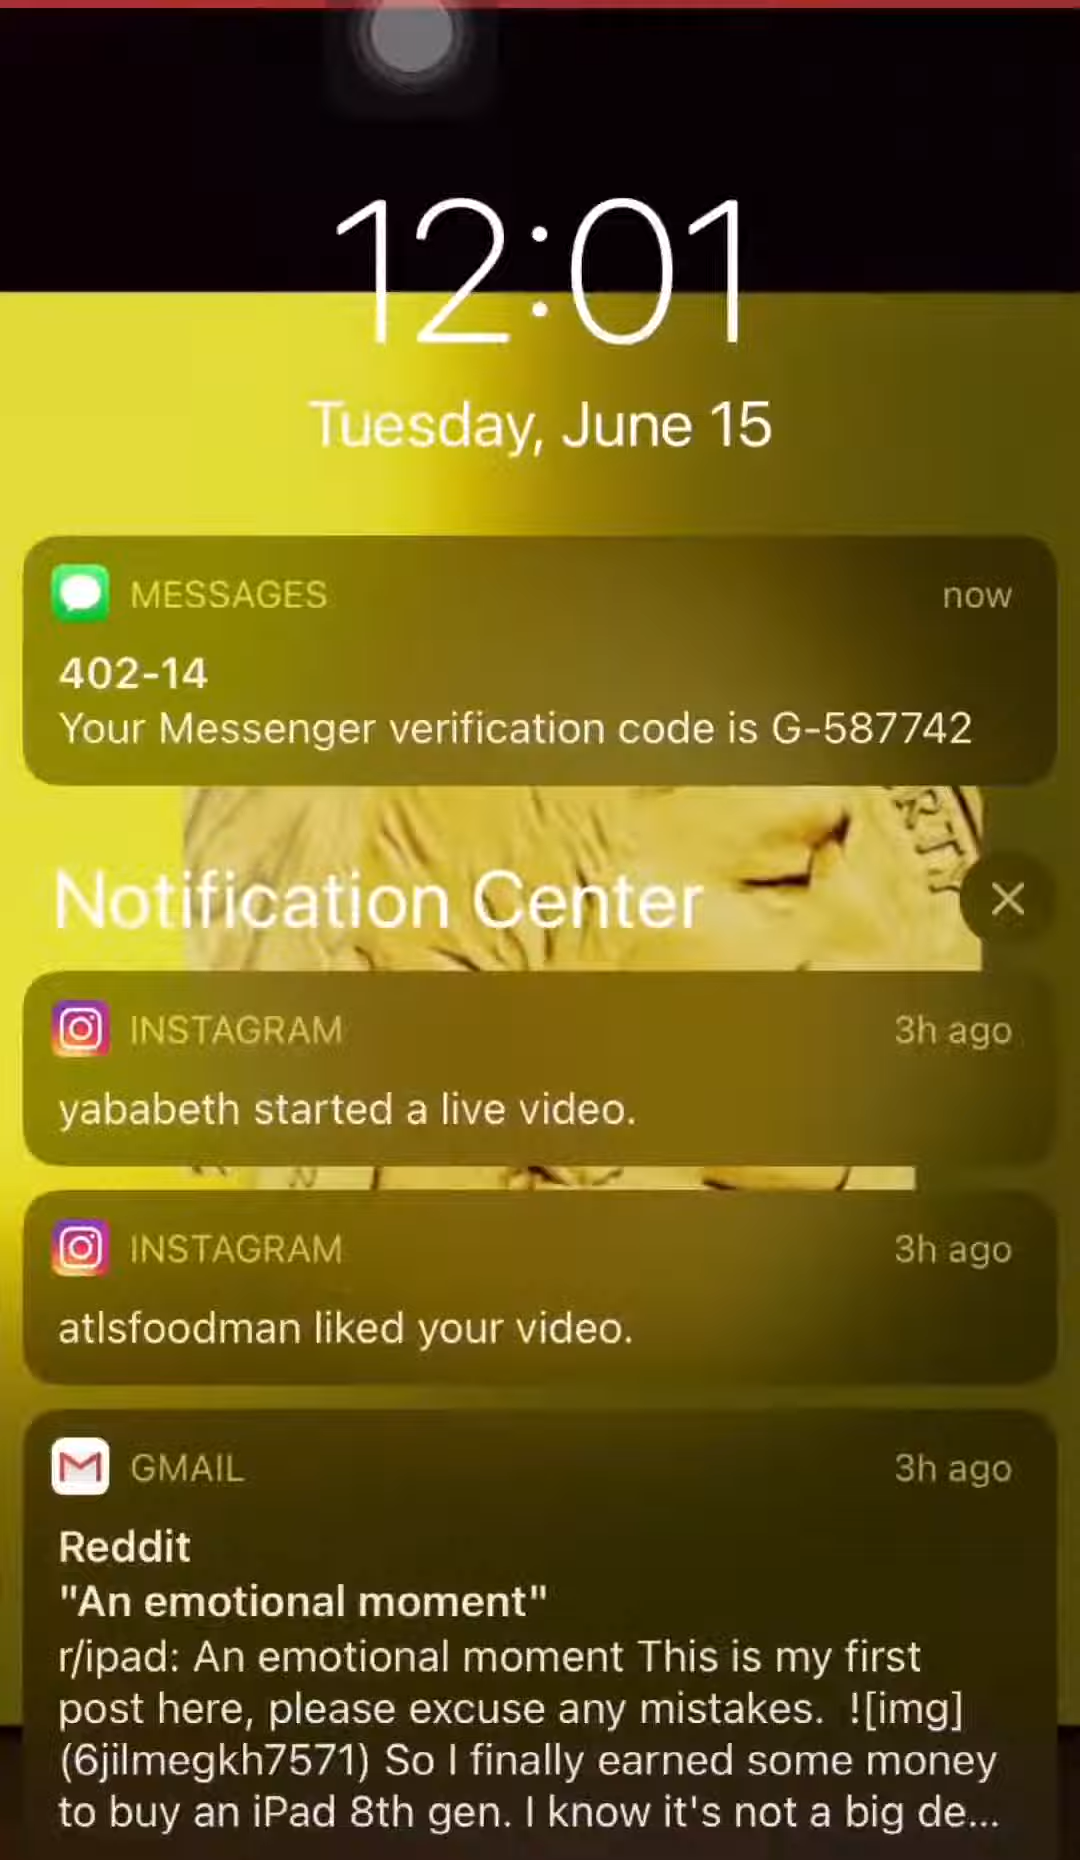 12:01
Tuesday, June 15
MESSAGES now
402-14
Your Messenger verification code is G-587742
Notification Center
INSTAGRAM 3h ago
yababeth started a live video.
INSTAGRAM 3h ago
atlsfoodman liked your video.
GMAIL 3h ago
Reddit
"An emotional moment"
r/ipad: An emotional moment This is my first
post here, please excuse any mistakes.  ![img]
(6jilmegkh7571) So I finally earned some money
to buy an iPad 8th gen. I know it's not a big de...